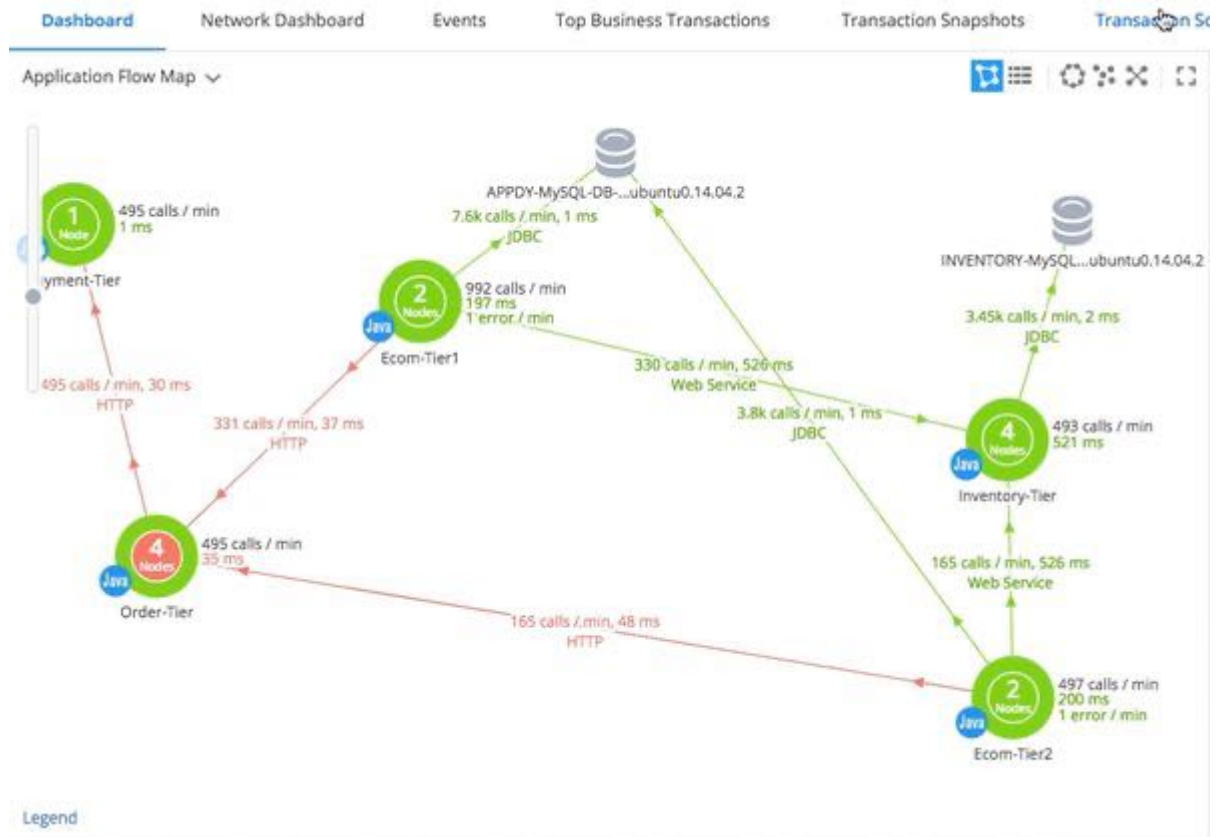 Dashboard
Network Dashboard
Events
Top Business Transactions
Transaction Snapshots
Application Flow Map
APPDY-MySQL-DB-...ubuntu0.14.04.2
7.6k calls / min, 1 ms
JDBC
1
Node
495 calls / min
1 ms
yment-Tier
INVENTORY-MySQL...ubuntu0.14.04.2
2
Nodes
992 calls / min
197 ms
1 error / min
Java
Ecom-Tier1
3.45k calls / min, 2 ms
JDBC
330 calls / min, 526 ms
Web Service
495 calls / min, 30 ms
HTTP
331 calls / min, 37 ms
HTTP
3.8k calls / min, 1 ms
JDBC
4
Nodes
493 calls / min
521 ms
Java
Inventory-Tier
4
Nodes
495 calls / min
35 ms
Java
Order-Tier
165 calls / min, 526 ms
Web Service
165 calls / min, 48 ms
HTTP
2
Nodes
497 calls / min
200 ms
1 error / min
Java
Ecom-Tier2
Legend